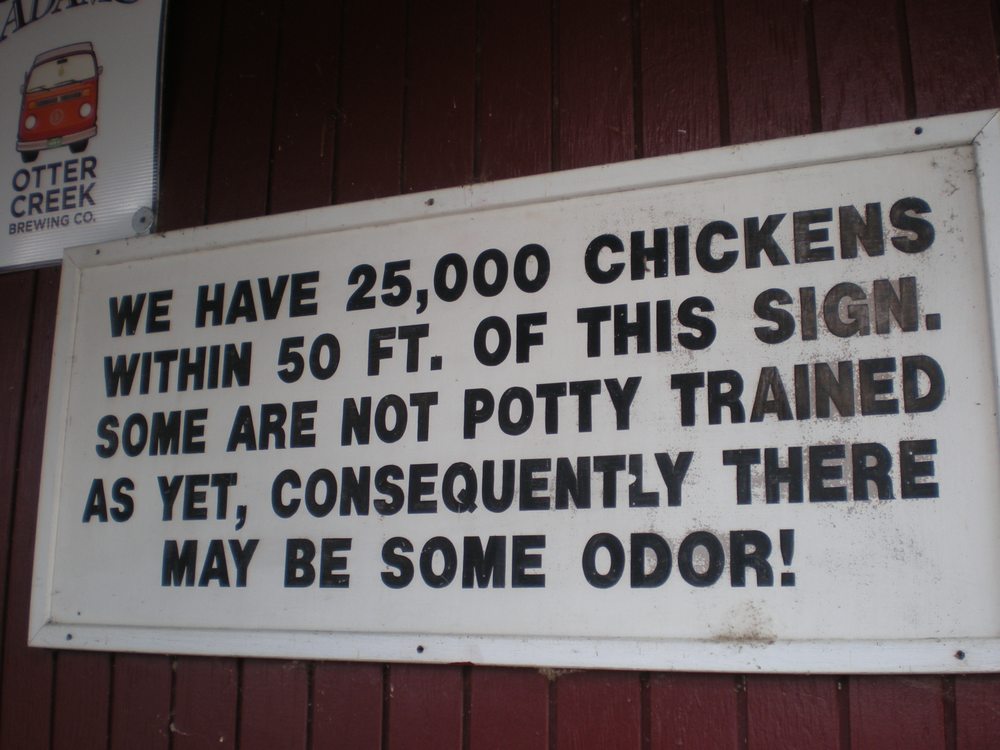 ADAMS
OTTER
CREEK
BREWING CO.
WE HAVE 25,000 CHICKENS
WITHIN 50 FT. OF THIS SIGN.
SOME ARE NOT POTTY TRAINED
AS YET, CONSEQUENTLY THERE
MAY BE SOME ODOR!